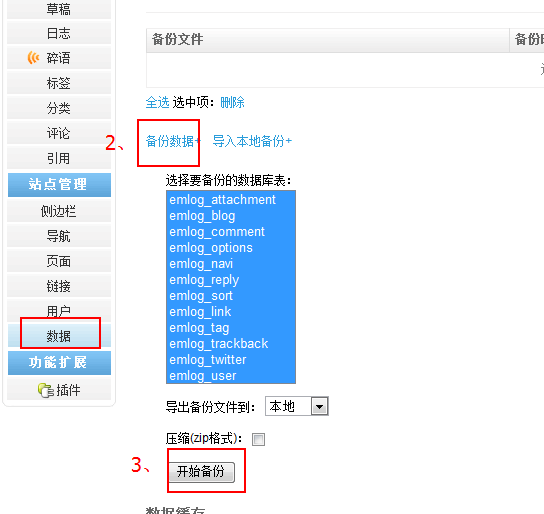 草稿
日志
碎语
标签
分类
评论
引用
站点管理
侧边栏
导航
页面
链接
用户
数据
功能扩展
插件
备份文件 备份
全选 选中项：删除
2、 备份数据+ 导入本地备份+
选择要备份的数据库表：
emlog_attachment
emlog_blog
emlog_comment
emlog_options
emlog_navi
emlog_reply
emlog_sort
emlog_link
emlog_tag
emlog_trackback
emlog_twitter
emlog_user
导出备份文件到： 本地
压缩(zip格式)：
3、 开始备份
数据缓存